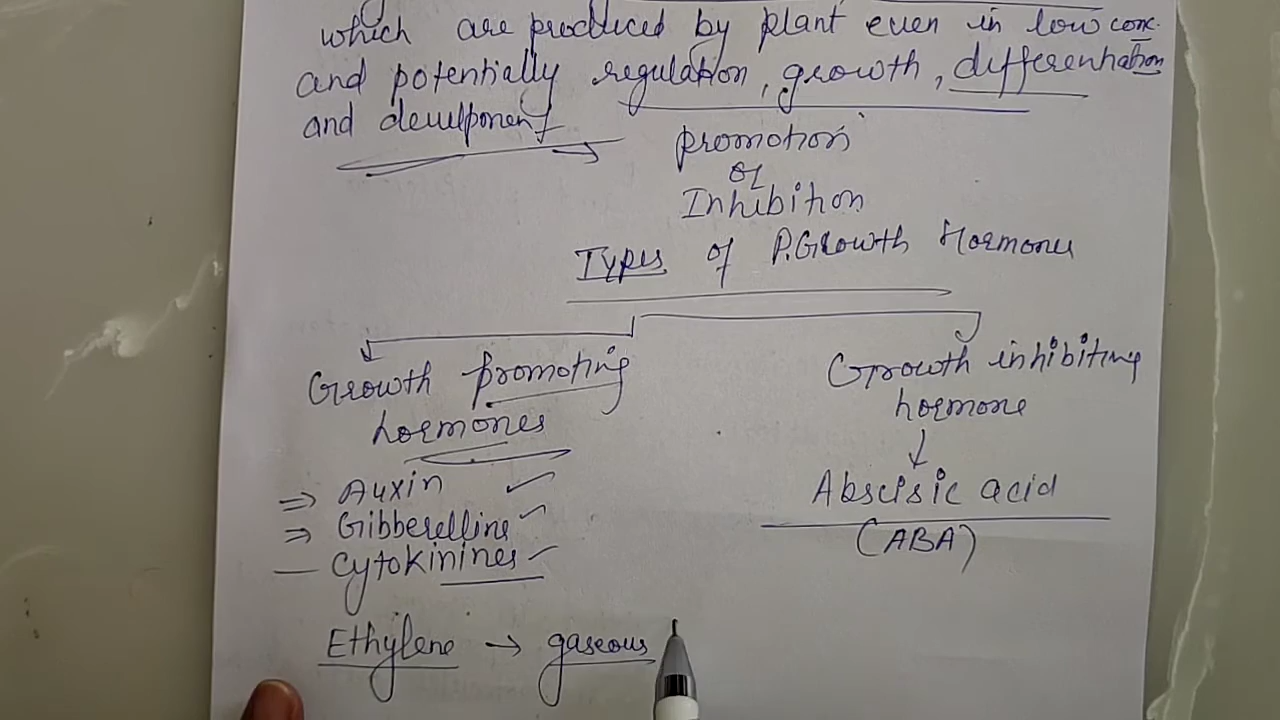 which are produced by plant even in low conc.
and potentially regulation, growth, differentiation
and development
→ promotion
or
Inhibition
Types of P.Growth Hormones
Growth promoting
hormones
Growth inhibiting
hormone
↓
⇒ Auxin ✓
⇒ Gibberelline ✓
— Cytokinines ✓
Abscisic acid
(ABA)
Ethylene → gaseous